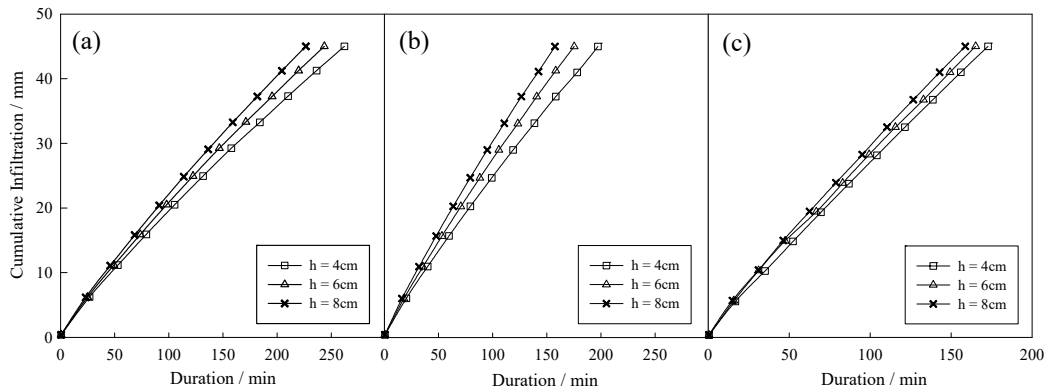 50
40
30
20
10
0
Cumulative Infiltration / mm
(a)
h = 4cm
h = 6cm
h = 8cm
0 50 100 150 200 250
Duration / min
(b)
h = 4cm
h = 6cm
h = 8cm
0 50 100 150 200 250
Duration / min
(c)
h = 4cm
h = 6cm
h = 8cm
0 50 100 150 200
Duration / min